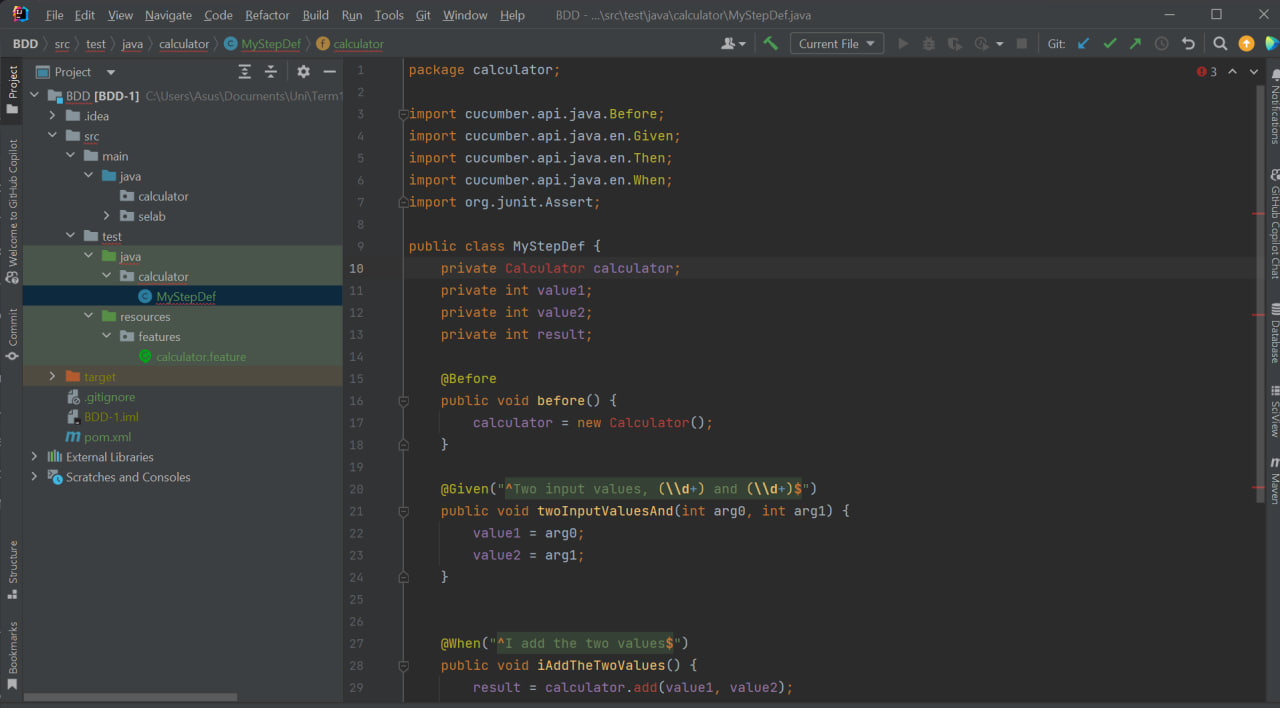 File Edit View Navigate Code Refactor Build Run Tools Git Window Help BDD - ...\src\test\java\calculator\MyStepDef.java
BDD src test java calculator MyStepDef calculator Current File Git:
Project
BDD [BDD-1] C:\Users\Asus\Documents\Uni\Term1
.idea
src
main
java
calculator
selab
test
java
calculator
MyStepDef
resources
features
calculator.feature
target
.gitignore
BDD-1.iml
pom.xml
External Libraries
Scratches and Consoles
Project
Welcome to GitHub Copilot
Commit
Structure
Bookmarks
3
1 package calculator;
2
3 import cucumber.api.java.Before;
4 import cucumber.api.java.en.Given;
5 import cucumber.api.java.en.Then;
6 import cucumber.api.java.en.When;
7 import org.junit.Assert;
8
9 public class MyStepDef {
10 private Calculator calculator;
11 private int value1;
12 private int value2;
13 private int result;
14
15 @Before
16 public void before() {
17 calculator = new Calculator();
18 }
19
20 @Given("^Two input values, (\\d+) and (\\d+)$")
21 public void twoInputValuesAnd(int arg0, int arg1) {
22 value1 = arg0;
23 value2 = arg1;
24 }
25
26
27 @When("^I add the two values$")
28 public void iAddTheTwoValues() {
29 result = calculator.add(value1, value2);
Notifications
GitHub Copilot Chat
Database
SciView
Maven